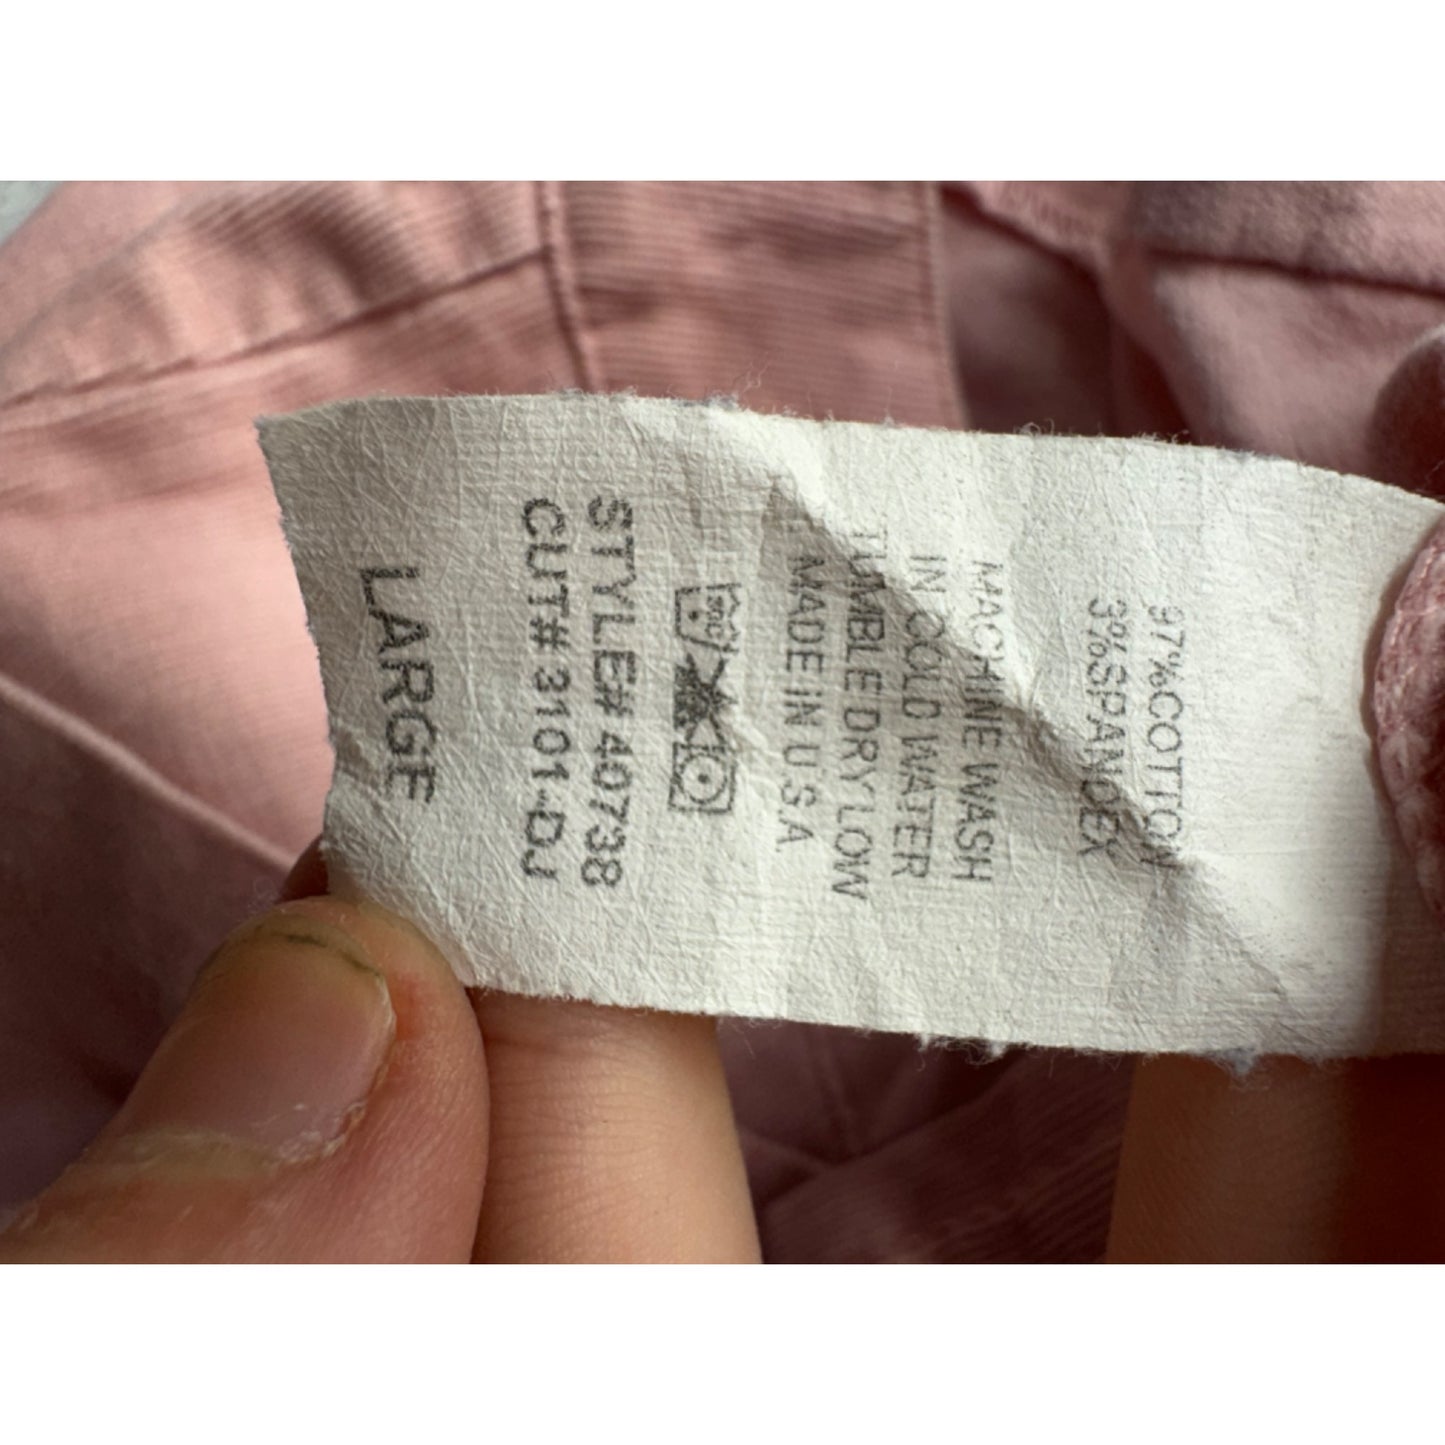 97%COTTON
3%SPANDEX
MACHINE WASH
IN COLD WATER
TUMBLE DRY LOW
MADE IN U.S.A.
STYLE# 40738
CUT# 3101-DJ
LARGE